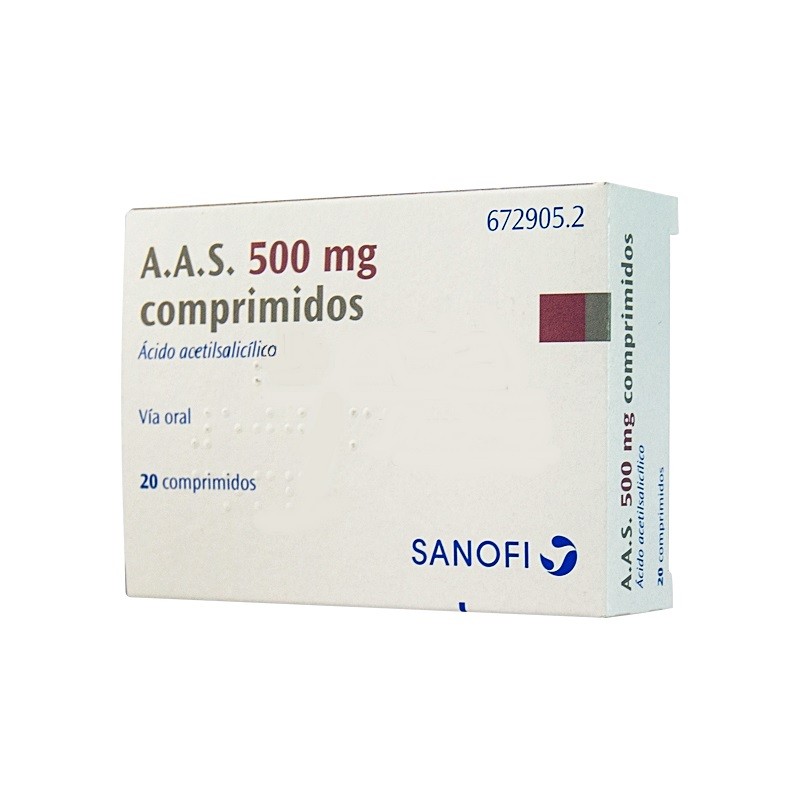 672905.2
A.A.S. 500 mg
comprimidos
Ácido acetilsalicílico
Vía oral
20 comprimidos
SANOFI
A.A.S. 500 mg comprimidos
Ácido acetilsalicílico
20 comprimidos